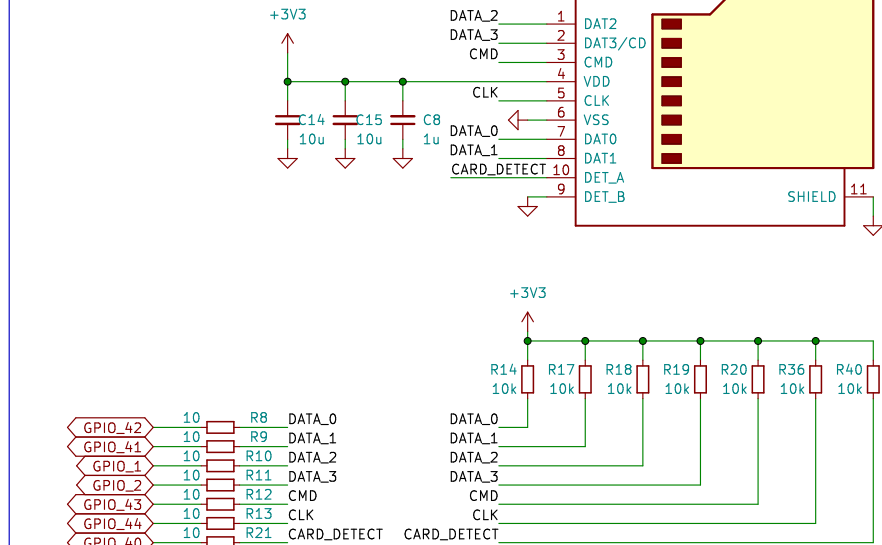 +3V3
DATA_2 1 DAT2
DATA_3 2 DAT3/CD
CMD 3 CMD
4 VDD
CLK 5 CLK
C14 C15 C8 6 VSS
10u 10u 1u
DATA_0 7 DAT0
DATA_1 8 DAT1
CARD_DETECT 10 DET_A
9 DET_B SHIELD 11
+3V3
R14 R17 R18 R19 R20 R36 R40
10k 10k 10k 10k 10k 10k 10k
GPIO_42 10 R8 DATA_0 DATA_0
GPIO_41 10 R9 DATA_1 DATA_1
GPIO_1 10 R10 DATA_2 DATA_2
GPIO_2 10 R11 DATA_3 DATA_3
GPIO_43 10 R12 CMD CMD
GPIO_44 10 R13 CLK CLK
GPIO_40 10 R21 CARD_DETECT CARD_DETECT